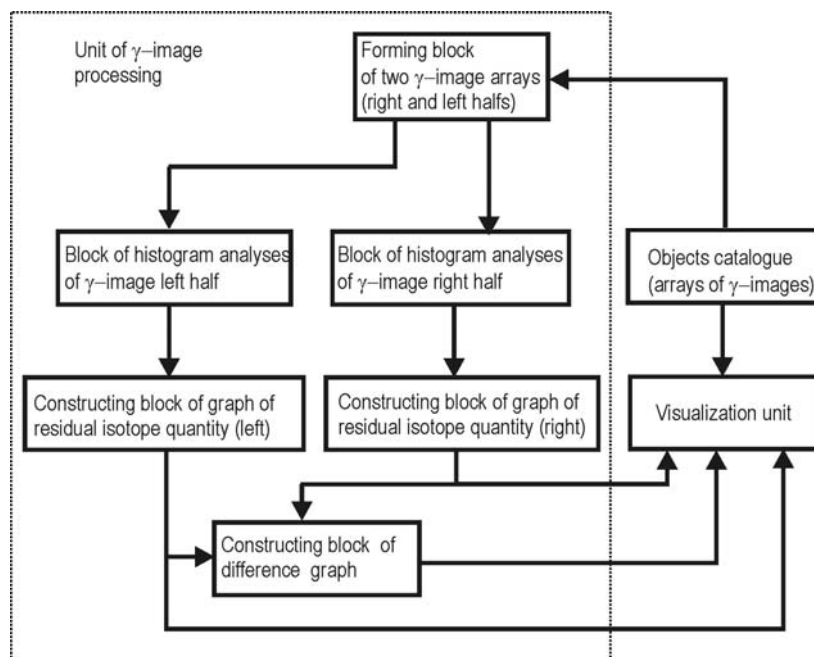 Unit of γ–image
processing
Forming block
of two γ–image arrays
(right and left halfs)
Block of histogram analyses
of γ–image left half
Block of histogram analyses
of γ–image right half
Objects catalogue
(arrays of γ–images)
Constructing block of graph of
residual isotope quantity (left)
Constructing block of graph of
residual isotope quantity (right)
Visualization unit
Constructing block of
difference graph